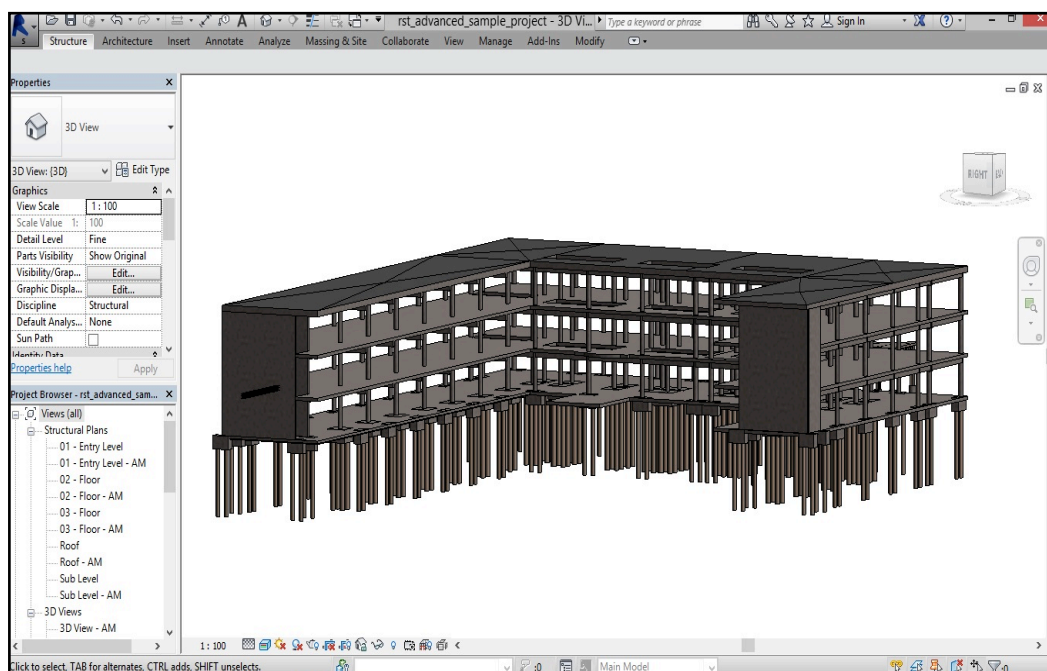 rst_advanced_sample_project - 3D Vi...
Type a keyword or phrase
Sign In
Structure Architecture Insert Annotate Analyze Massing & Site Collaborate View Manage Add-Ins Modify
Properties
3D View
3D View: {3D} Edit Type
Graphics
View Scale 1 : 100
Scale Value 1: 100
Detail Level Fine
Parts Visibility Show Original
Visibility/Grap... Edit...
Graphic Displa... Edit...
Discipline Structural
Default Analys... None
Sun Path
Identity Data
Properties help Apply
Project Browser - rst_advanced_sam...
Views (all)
Structural Plans
01 - Entry Level
01 - Entry Level - AM
02 - Floor
02 - Floor - AM
03 - Floor
03 - Floor - AM
Roof
Roof - AM
Sub Level
Sub Level - AM
3D Views
3D View - AM
RIGHT
1 : 100
Click to select, TAB for alternates, CTRL adds, SHIFT unselects.
:0
Main Model
:0